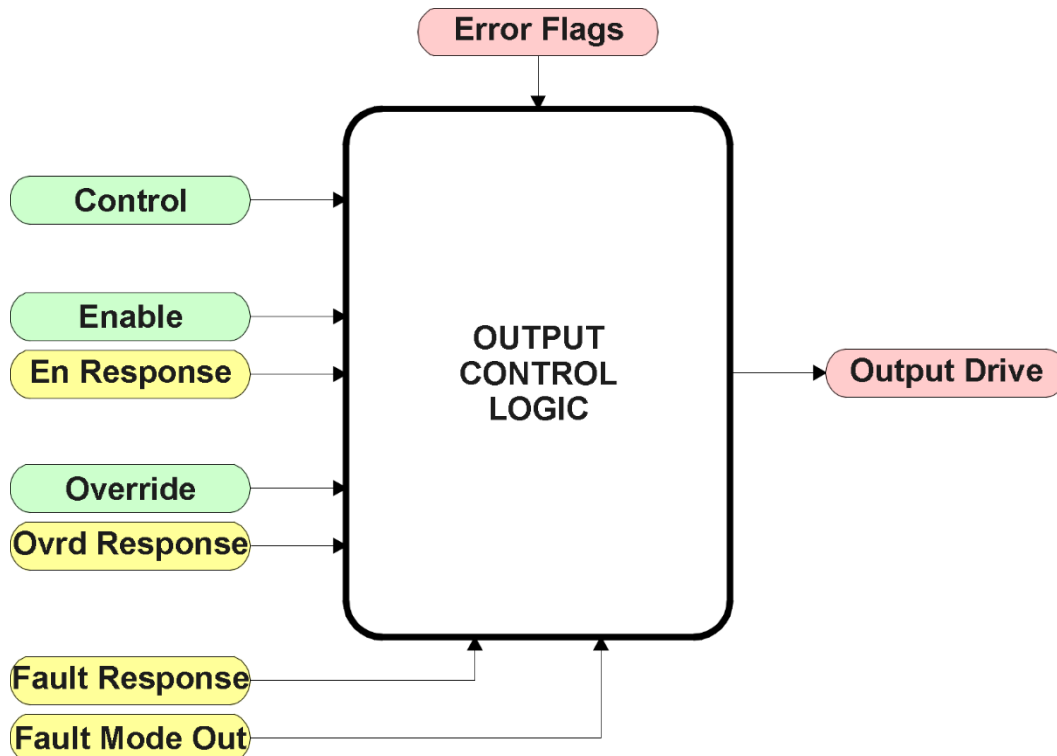 Error Flags
Control
Enable
En Response
OUTPUT
CONTROL
LOGIC
Output Drive
Override
Ovrd Response
Fault Response
Fault Mode Out